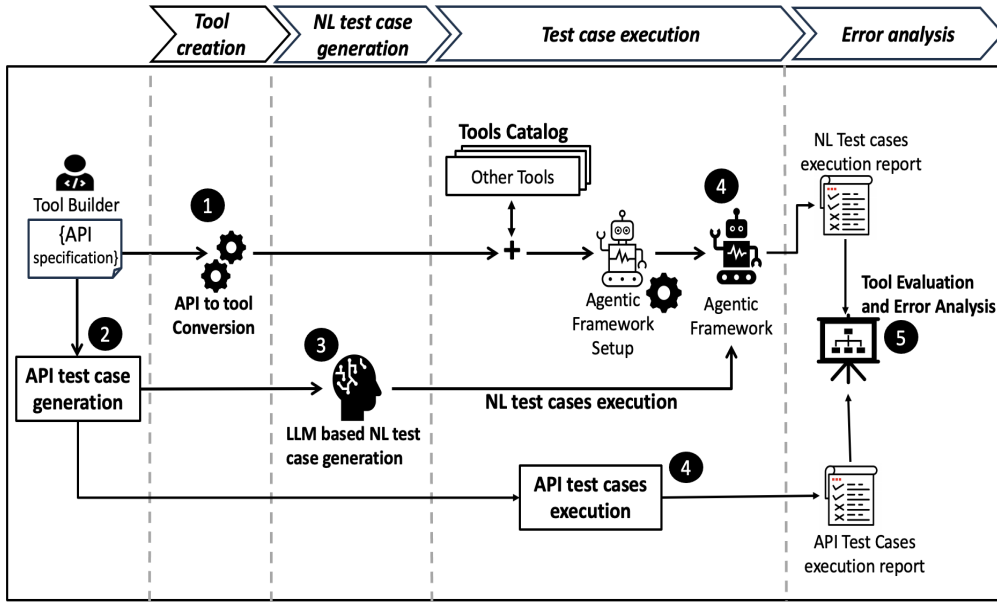 Tool
creation
NL test case
generation
Test case execution
Error analysis
Tools Catalog
Other Tools
NL Test cases
execution report
Tool Builder
{API
specification}
1
API to tool
Conversion
+
Agentic
Framework
Setup
4
Agentic
Framework
Tool Evaluation
and Error Analysis
5
2
API test case
generation
3
LLM based NL test
case generation
NL test cases execution
API test cases
execution
4
API Test Cases
execution report